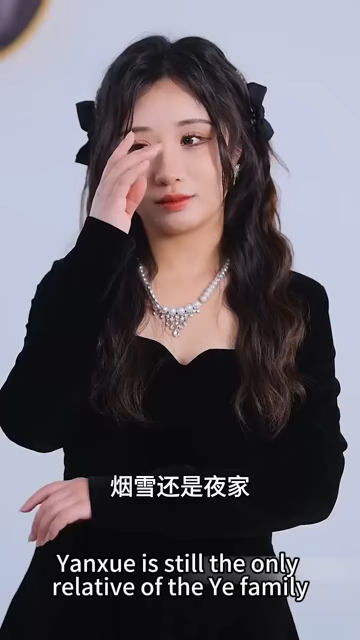 烟雪还是夜家
Yanxue is still the only
relative of the Ye family